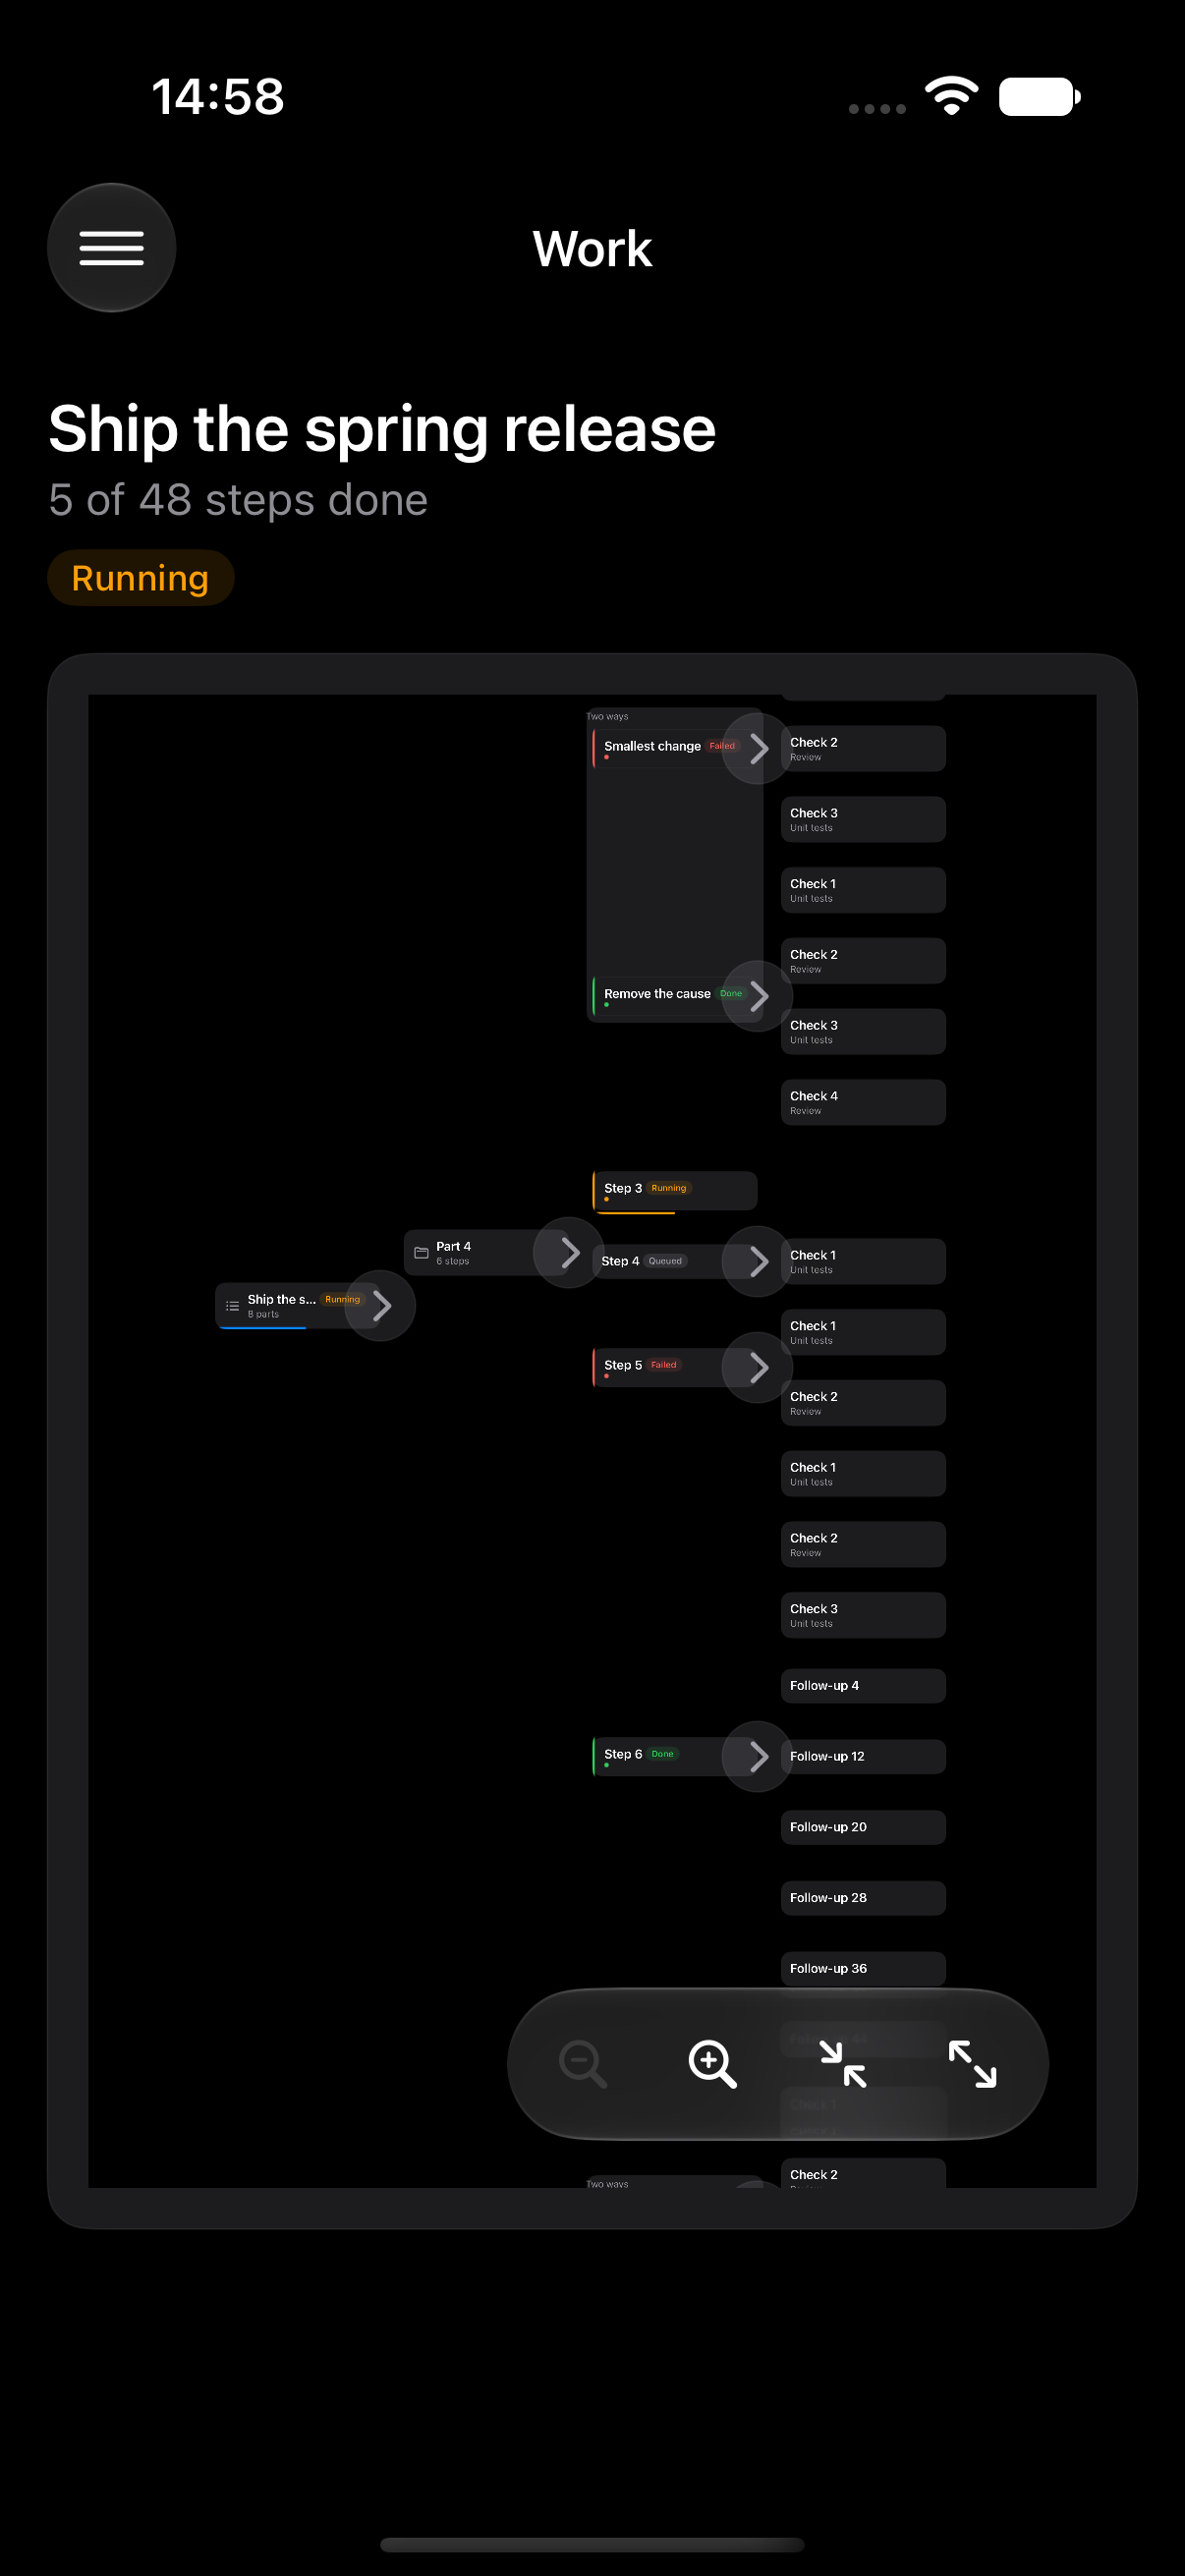 14:58
Work
Ship the spring release
5 of 48 steps done
Running
Two ways
Smallest change Failed
Check 2
Review
Check 3
Unit tests
Check 1
Unit tests
Check 2
Review
Remove the cause Done
Check 3
Unit tests
Check 4
Review
Step 3 Running
Part 4
6 steps
Step 4 Queued
Check 1
Unit tests
Ship the s... Running
8 parts
Check 1
Unit tests
Step 5 Failed
Check 2
Review
Check 1
Unit tests
Check 2
Review
Check 3
Unit tests
Follow-up 4
Step 6 Done
Follow-up 12
Follow-up 20
Follow-up 28
Follow-up 36
Check 1
Check 2
Two ways